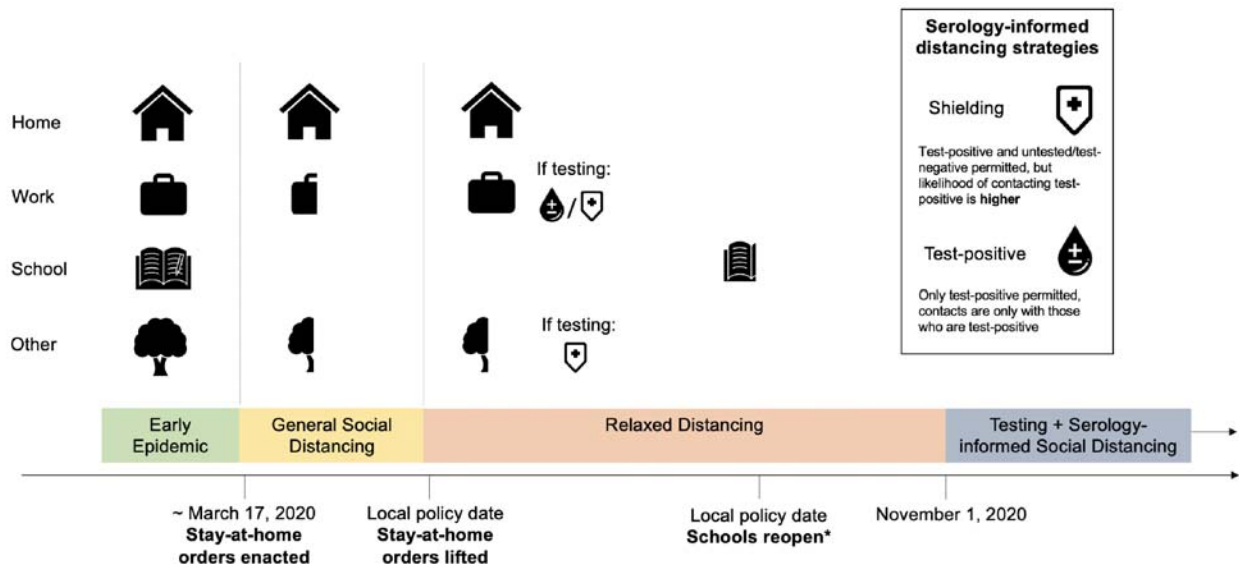 Serology-informed
distancing strategies
Shielding
Test-positive and untested/test-
negative permitted, but
likelihood of contacting test-
positive is higher
Test-positive
Only test-positive permitted,
contacts are only with those
who are test-positive
Home
Work
If testing:
/
School
Other
If testing:
Early
Epidemic
General Social
Distancing
Relaxed Distancing
Testing + Serology-
informed Social Distancing
~ March 17, 2020
Stay-at-home
orders enacted
Local policy date
Stay-at-home
orders lifted
Local policy date
Schools reopen*
November 1, 2020